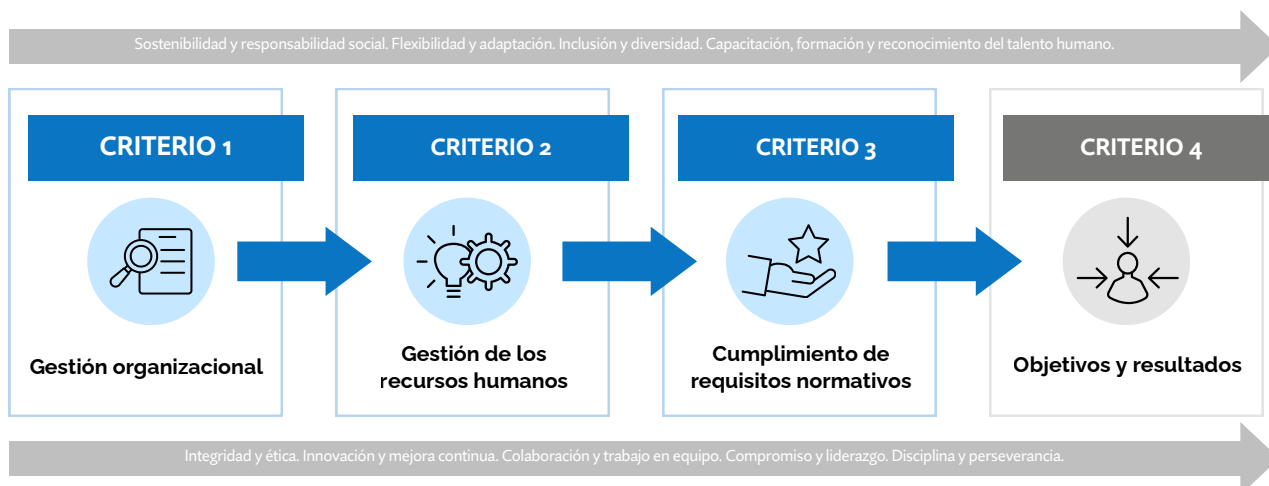 Sostenibilidad y responsabilidad social. Flexibilidad y adaptación. Inclusión y diversidad. Capacitación, formación y reconocimiento del talento humano.
CRITERIO 1
Gestión organizacional
CRITERIO 2
Gestión de los
recursos humanos
CRITERIO 3
Cumplimiento de
requisitos normativos
CRITERIO 4
Objetivos y resultados
Integridad y ética. Innovación y mejora continua. Colaboración y trabajo en equipo. Compromiso y liderazgo. Disciplina y perseverancia.